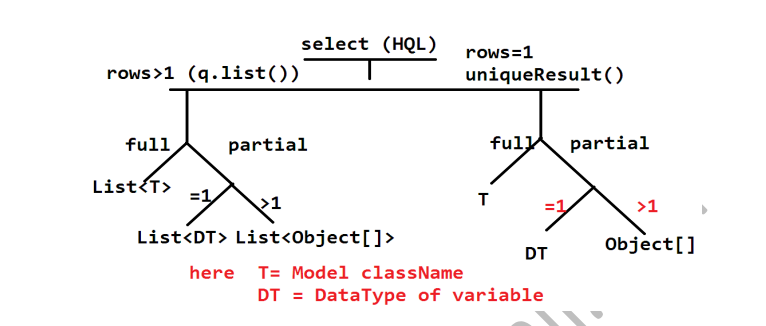 select (HQL)
rows>1 (q.list())
rows=1
uniqueResult()
full
partial
List<T>
=1
>1
List<DT>
List<Object[]>
full
partial
T
=1
>1
DT
Object[]
here T= Model className
DT = DataType of variable